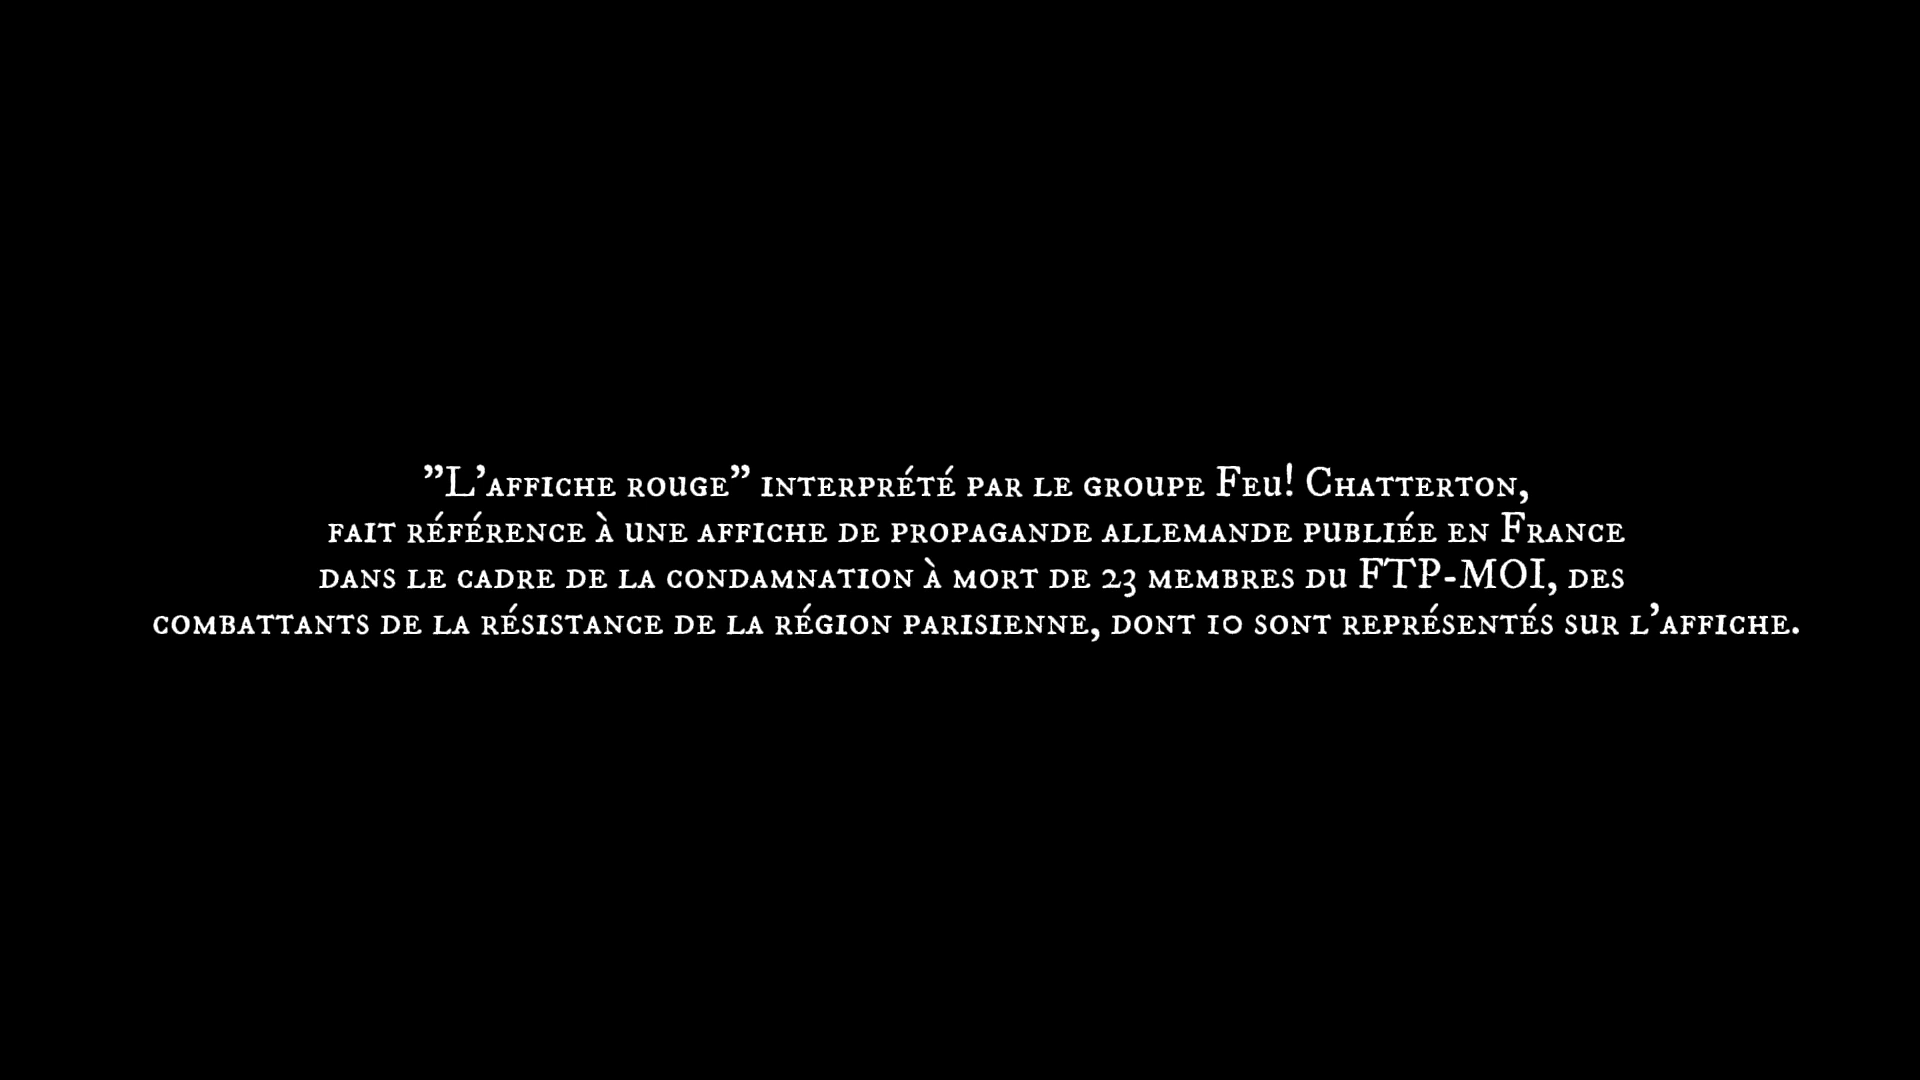 "L'affiche rouge" interprété par le groupe Feu! Chatterton,
fait référence à une affiche de propagande allemande publiée en France
dans le cadre de la condamnation à mort de 23 membres du FTP-MOI, des
combattants de la résistance de la région parisienne, dont 10 sont représentés sur l'affiche.